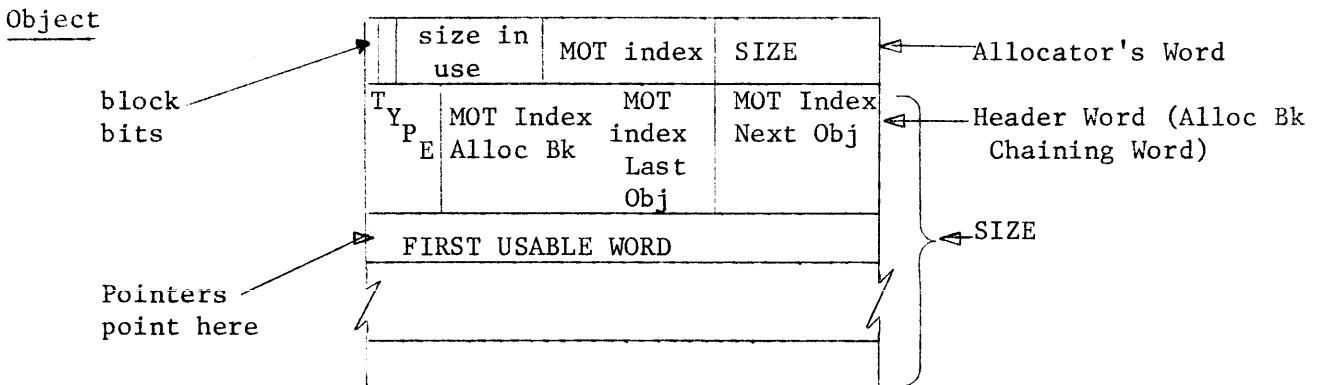 Object
size in use
MOT index
SIZE
Allocator's Word
block bits
TYPE
MOT Index Alloc Bk
MOT index Last Obj
MOT Index Next Obj
Header Word (Alloc Bk Chaining Word)
FIRST USABLE WORD
SIZE
Pointers point here